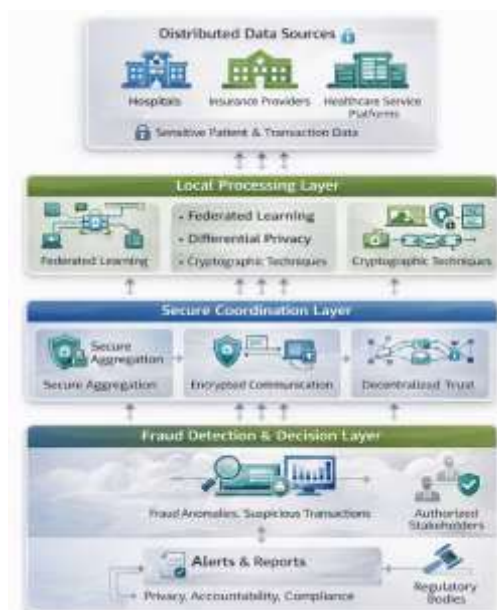 Distributed Data Sources
Hospitals
Insurance Providers
Healthcare Service
Platforms
Sensitive Patient & Transaction Data
Local Processing Layer
Federated Learning
• Federated Learning
• Differential Privacy
• Cryptographic Techniques
Cryptographic Techniques
Secure Coordination Layer
Secure
Aggregation
Secure Aggregation
Encrypted Communication
Decentralized Trust
Fraud Detection & Decision Layer
Fraud Anomalies, Suspicious Transactions
Authorized
Stakeholders
Alerts & Reports
Privacy, Accountability, Compliance
Regulatory
Bodies